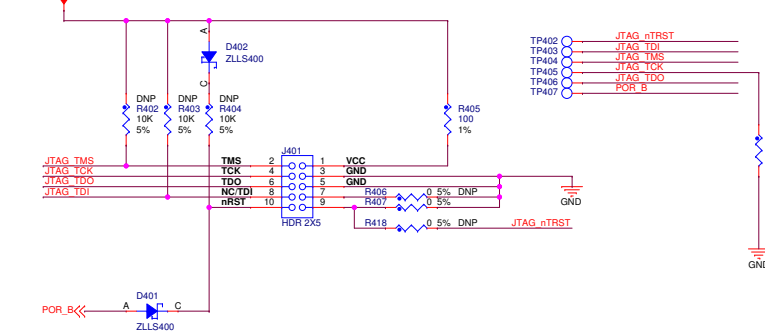 A
D402
ZLLS400
C
DNP
R402
10K
5%
DNP
R403
10K
5%
DNP
R404
10K
5%
R405
100
1%
TP402 JTAG_nTRST
TP403 JTAG_TDI
TP404 JTAG_TMS
TP405 JTAG_TCK
TP406 JTAG_TDO
TP407 POR_B
J401
JTAG_TMS TMS 2 1 VCC
JTAG_TCK TCK 4 3 GND
JTAG_TDO TDO 6 5 GND
JTAG_TDI NC/TDI 8 7 R406 0 5% DNP
nRST 10 9 R407 0 5%
HDR 2X5
R418 0 5% DNP JTAG_nTRST
GND
GND
D401
POR_B A C
ZLLS400